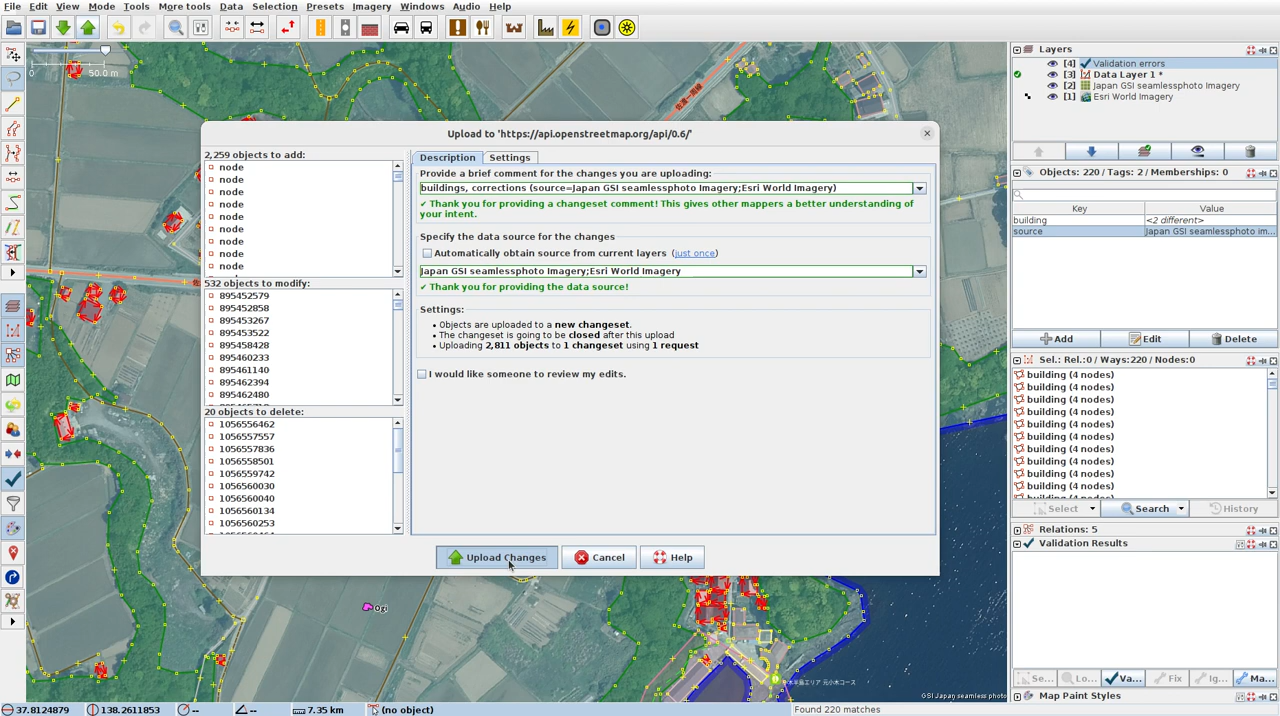 File Edit View Mode Tools More tools Data Selection Presets Imagery Windows Audio Help
0 50.0 m
Upload to 'https://api.openstreetmap.org/api/0.6/'
2,259 objects to add:
node
node
node
node
node
node
node
node
node
532 objects to modify:
895452579
895452858
895453267
895453522
895458428
895460233
895461140
895462394
895462480
20 objects to delete:
1056556462
1056557557
1056557836
1056558501
1056559742
1056560030
1056560040
1056560134
1056560253
Description Settings
Provide a brief comment for the changes you are uploading:
buildings, corrections (source=Japan GSI seamlessphoto Imagery;Esri World Imagery)
✔ Thank you for providing a changeset comment! This gives other mappers a better understanding of
your intent.
Specify the data source for the changes
Automatically obtain source from current layers (just once)
Japan GSI seamlessphoto Imagery;Esri World Imagery
✔ Thank you for providing the data source!
Settings:
• Objects are uploaded to a new changeset.
• The changeset is going to be closed after this upload
• Uploading 2,811 objects to 1 changeset using 1 request
I would like someone to review my edits.
Upload Changes Cancel Help
Ogi
GSI Japan seamless photo
Layers
[4] Validation errors
[3] Data Layer 1 *
[2] Japan GSI seamlessphoto Imagery
[1] Esri World Imagery
Objects: 220 / Tags: 2 / Memberships: 0
Key Value
building <2 different>
source Japan GSI seamlessphoto im...
Add Edit Delete
Sel.: Rel.:0 / Ways:220 / Nodes:0
building (4 nodes)
building (4 nodes)
building (4 nodes)
building (4 nodes)
building (4 nodes)
building (4 nodes)
building (4 nodes)
building (4 nodes)
building (4 nodes)
building (4 nodes)
Select Search History
Relations: 5
Validation Results
Se... Lo... Va... Fix Ig... Ma...
Map Paint Styles
37.8124879 138.2611853 -- -- 7.35 km (no object) Found 220 matches